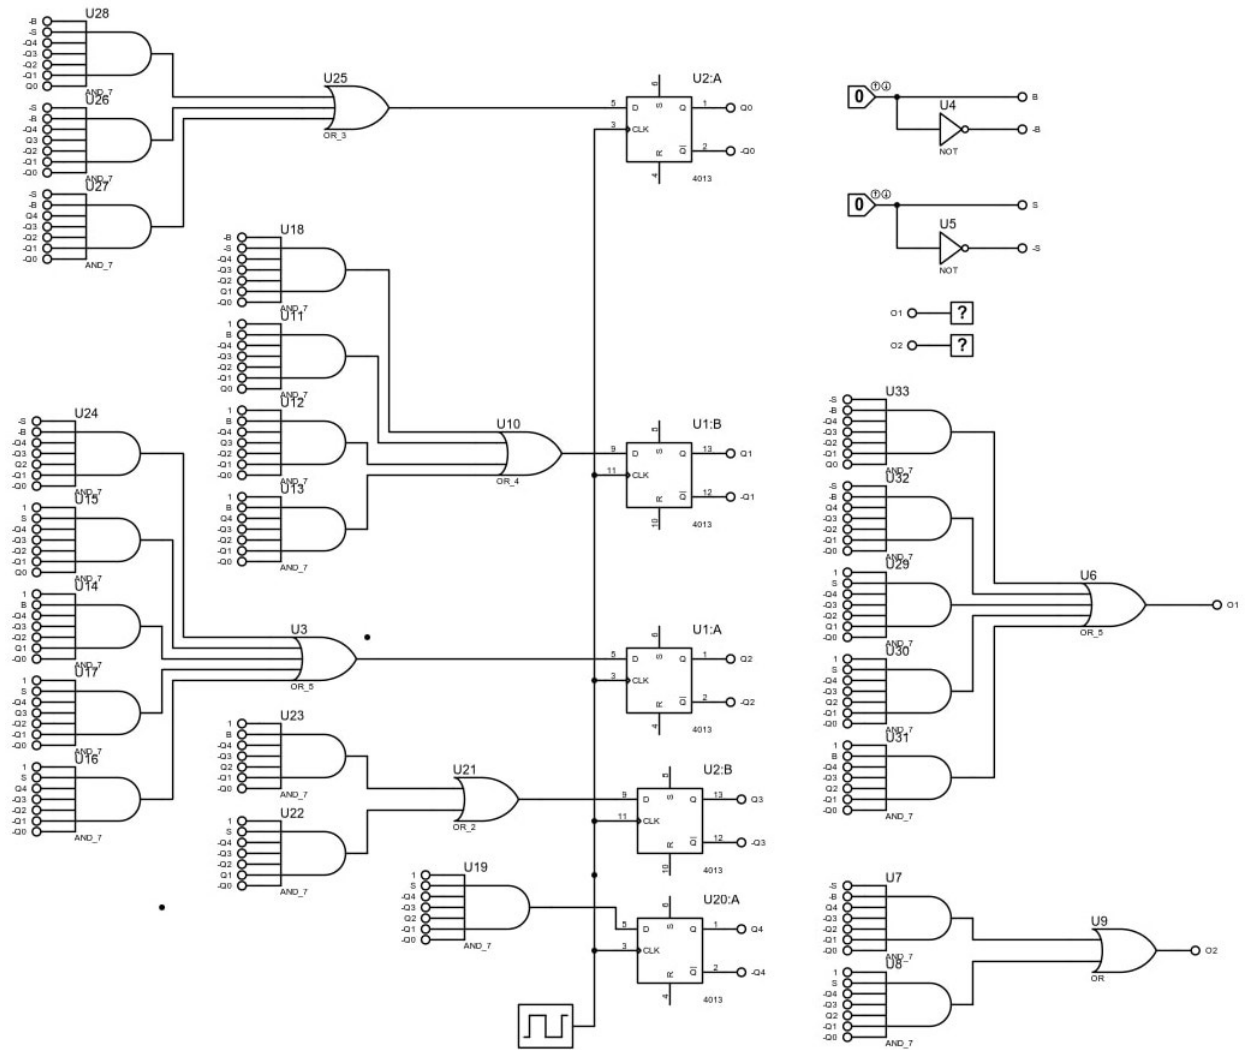 U28
-B
-S
-Q4
-Q3
-Q2
-Q1
Q0
AND_7
U26
-S
-B
-Q4
Q3
-Q2
-Q1
-Q0
AND_7
U27
-S
-B
Q4
-Q3
-Q2
-Q1
-Q0
AND_7
U25
OR_3
U18
-B
-S
-Q4
-Q3
-Q2
Q1
-Q0
AND_7
U11
1
B
-Q4
-Q3
-Q2
-Q1
Q0
AND_7
U12
1
B
-Q4
Q3
-Q2
-Q1
-Q0
AND_7
U13
1
B
Q4
-Q3
-Q2
-Q1
-Q0
AND_7
U10
OR_4
U24
-S
-B
-Q4
-Q3
Q2
-Q1
-Q0
AND_7
U15
1
S
-Q4
-Q3
-Q2
-Q1
Q0
AND_7
U14
1
B
-Q4
-Q3
-Q2
Q1
-Q0
AND_7
U17
1
S
-Q4
Q3
-Q2
-Q1
-Q0
AND_7
U16
1
S
Q4
-Q3
-Q2
-Q1
-Q0
AND_7
U3
OR_5
U23
1
B
-Q4
-Q3
Q2
-Q1
-Q0
AND_7
U22
1
S
-Q4
-Q3
-Q2
Q1
-Q0
AND_7
U21
OR_2
U19
1
S
-Q4
-Q3
Q2
-Q1
-Q0
AND_7
U2:A
6
5 D S Q 1 Q0
3 CLK
R Q 2 -Q0
4
4013
U1:B
8
9 D S Q 13 Q1
11 CLK
R Q 12 -Q1
10
4013
U1:A
6
5 D S Q 1 Q2
3 CLK
R Q 2 -Q2
4
4013
U2:B
8
9 D S Q 13 Q3
11 CLK
R Q 12 -Q3
10
4013
U20:A
6
5 D S Q 1 Q4
3 CLK
R Q 2 -Q4
4
4013
0
B
U4
-B
NOT
0
S
U5
-S
NOT
O1 ?
O2 ?
U33
-S
-B
-Q4
-Q3
-Q2
-Q1
Q0
AND_7
U32
-S
-B
Q4
-Q3
-Q2
-Q1
-Q0
AND_7
U29
1
S
-Q4
-Q3
-Q2
Q1
-Q0
AND_7
U30
1
S
-Q4
-Q3
Q2
-Q1
-Q0
AND_7
U31
1
B
-Q4
-Q3
Q2
-Q1
-Q0
AND_7
U6
O1
OR_5
U7
-S
-B
Q4
-Q3
-Q2
-Q1
-Q0
AND_7
U8
1
S
-Q4
-Q3
Q2
-Q1
-Q0
AND_7
U9
O2
OR